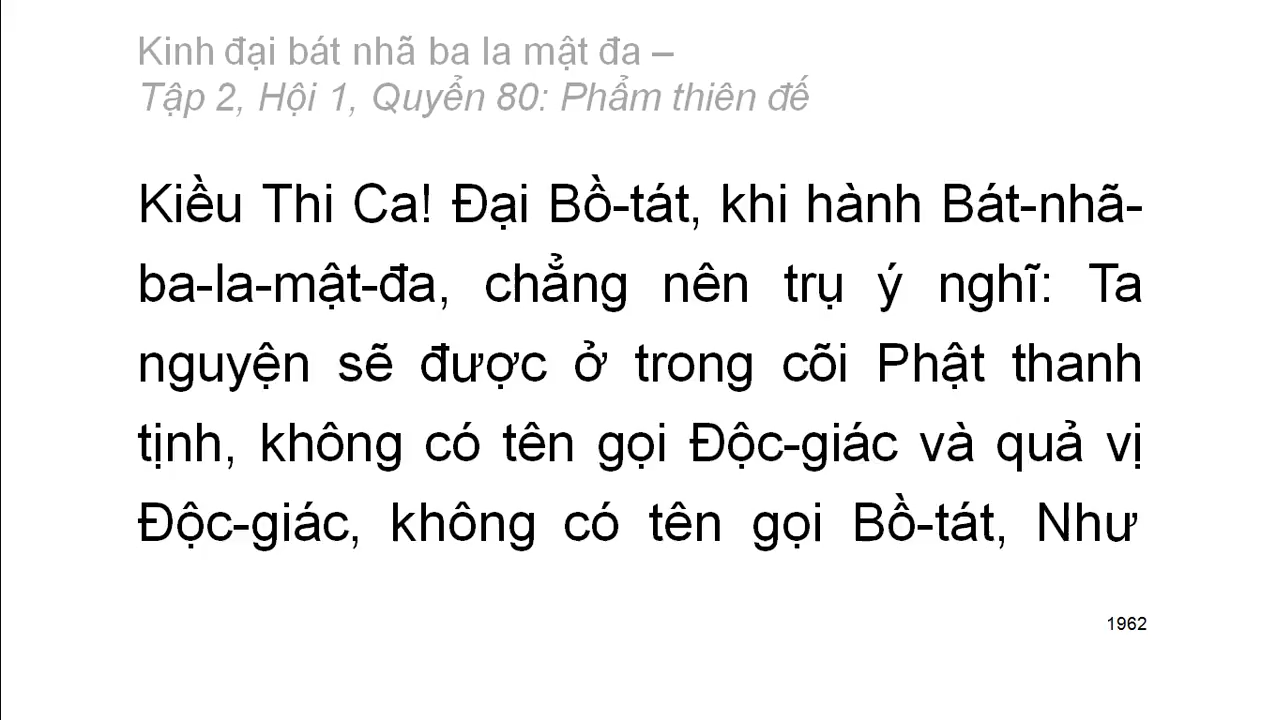 Kinh đại bát nhã ba la mật đa –
Tập 2, Hội 1, Quyển 80: Phẩm thiên đế
Kiều Thi Ca! Đại Bồ-tát, khi hành Bát-nhã-
ba-la-mật-đa, chẳng nên trụ ý nghĩ: Ta
nguyện sẽ được ở trong cõi Phật thanh
tịnh, không có tên gọi Độc-giác và quả vị
Độc-giác, không có tên gọi Bồ-tát, Như
1962